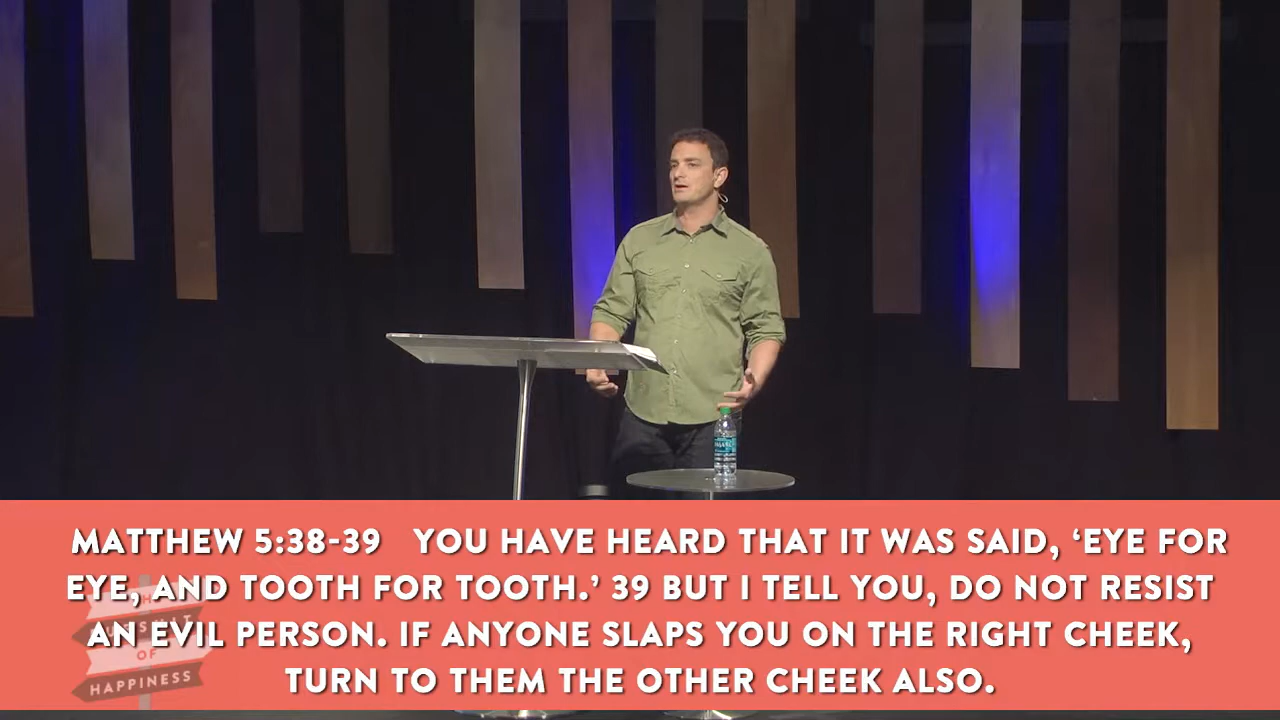 MATTHEW 5:38-39 YOU HAVE HEARD THAT IT WAS SAID, ‘EYE FOR
EYE, AND TOOTH FOR TOOTH.’ 39 BUT I TELL YOU, DO NOT RESIST
AN EVIL PERSON. IF ANYONE SLAPS YOU ON THE RIGHT CHEEK,
TURN TO THEM THE OTHER CHEEK ALSO.
OF
HAPPINESS